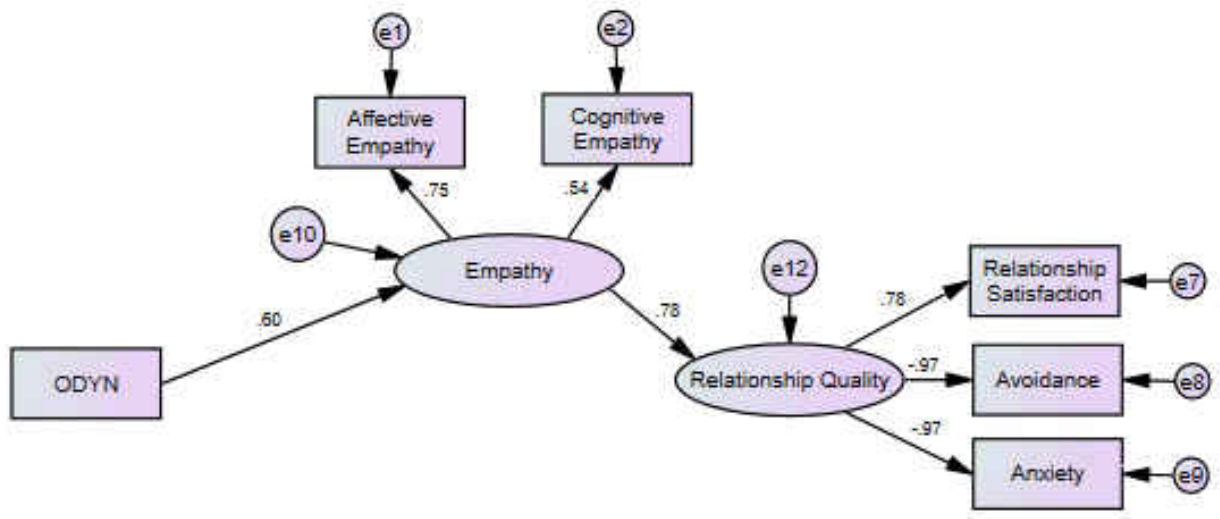 e1
e2
Affective
Empathy
Cognitive
Empathy
.75
.54
e10
Empathy
e12
Relationship
Satisfaction
e7
.78
.60
.78
ODYN
Relationship Quality
-.97
Avoidance
e8
-.97
Anxiety
e9